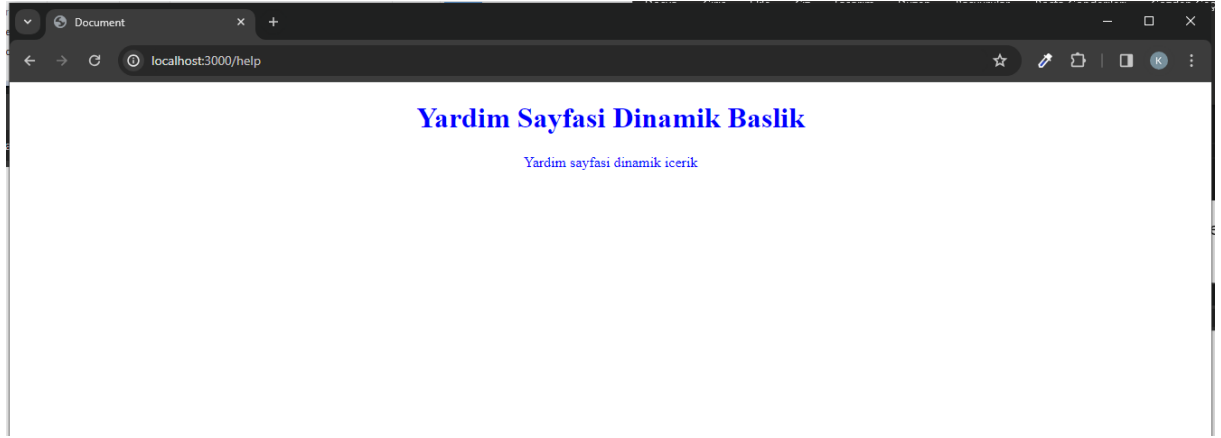 Document
localhost:3000/help
K
Yardim Sayfasi Dinamik Baslik
Yardim sayfasi dinamik icerik